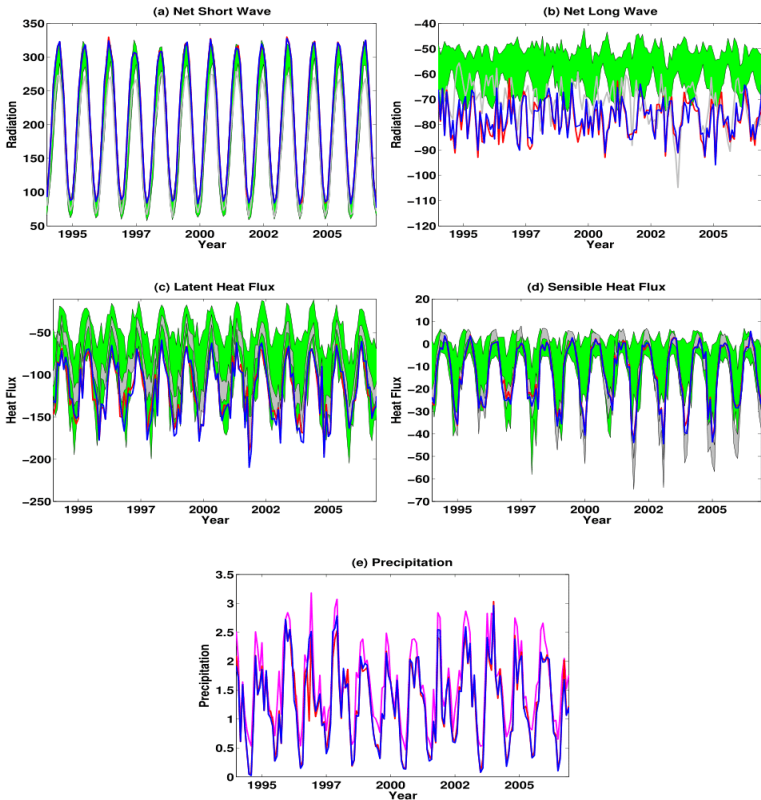 (a) Net Short Wave
350
300
250
200
150
100
50
Radiation
1995 1997 2000 2002 2005
Year
(b) Net Long Wave
-40
-50
-60
-70
-80
-90
-100
-110
-120
Radiation
1995 1997 2000 2002 2005
Year
(c) Latent Heat Flux
-50
-100
-150
-200
-250
Heat Flux
1995 1997 2000 2002 2005
Year
(d) Sensible Heat Flux
20
10
0
-10
-20
-30
-40
-50
-60
-70
Heat Flux
1995 1997 2000 2002 2005
Year
(e) Precipitation
3.5
3
2.5
2
1.5
1
0.5
0
Precipitation
1995 1997 2000 2002 2005
Year